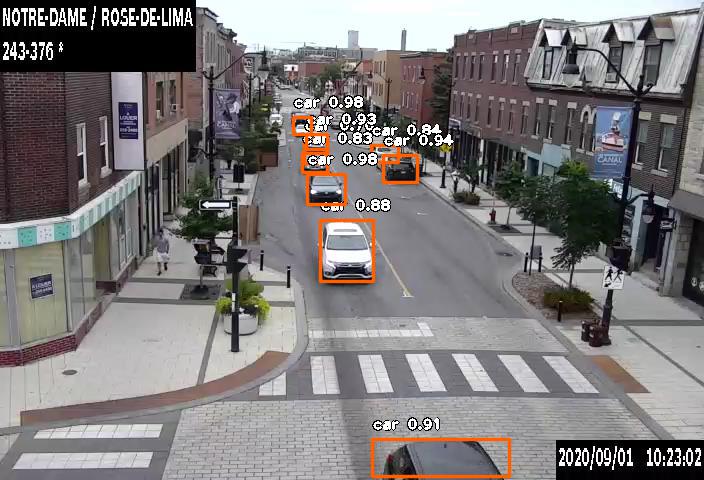 NOTRE-DAME / ROSE-DE-LIMA
243-376 *
car 0.98
car 0.93
car 0.83
car 0.84
car 0.94
car 0.98
car 0.88
CANAL
CANAL
À LOUER
car 0.91
2020/09/01 10:23:02